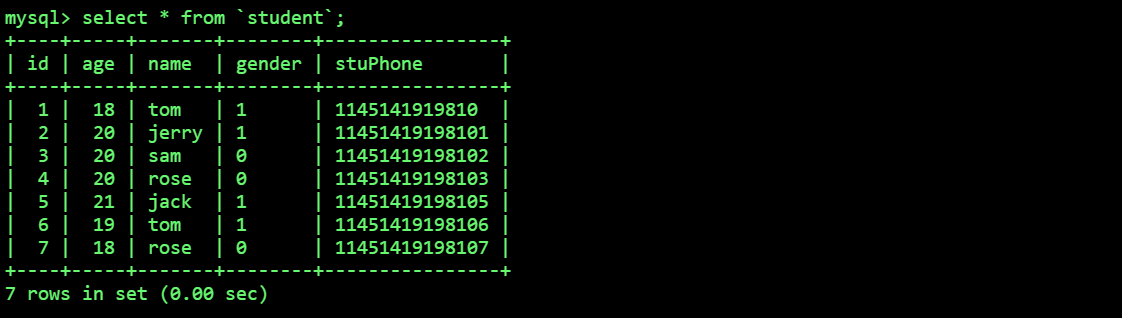 mysql> select * from `student`;
+----+-----+-------+--------+----------------+
| id | age | name  | gender | stuPhone       |
+----+-----+-------+--------+----------------+
|  1 |  18 | tom   | 1      | 1145141919810  |
|  2 |  20 | jerry | 1      | 11451419198101 |
|  3 |  20 | sam   | 0      | 11451419198102 |
|  4 |  20 | rose  | 0      | 11451419198103 |
|  5 |  21 | jack  | 1      | 11451419198105 |
|  6 |  19 | tom   | 1      | 11451419198106 |
|  7 |  18 | rose  | 0      | 11451419198107 |
+----+-----+-------+--------+----------------+
7 rows in set (0.00 sec)